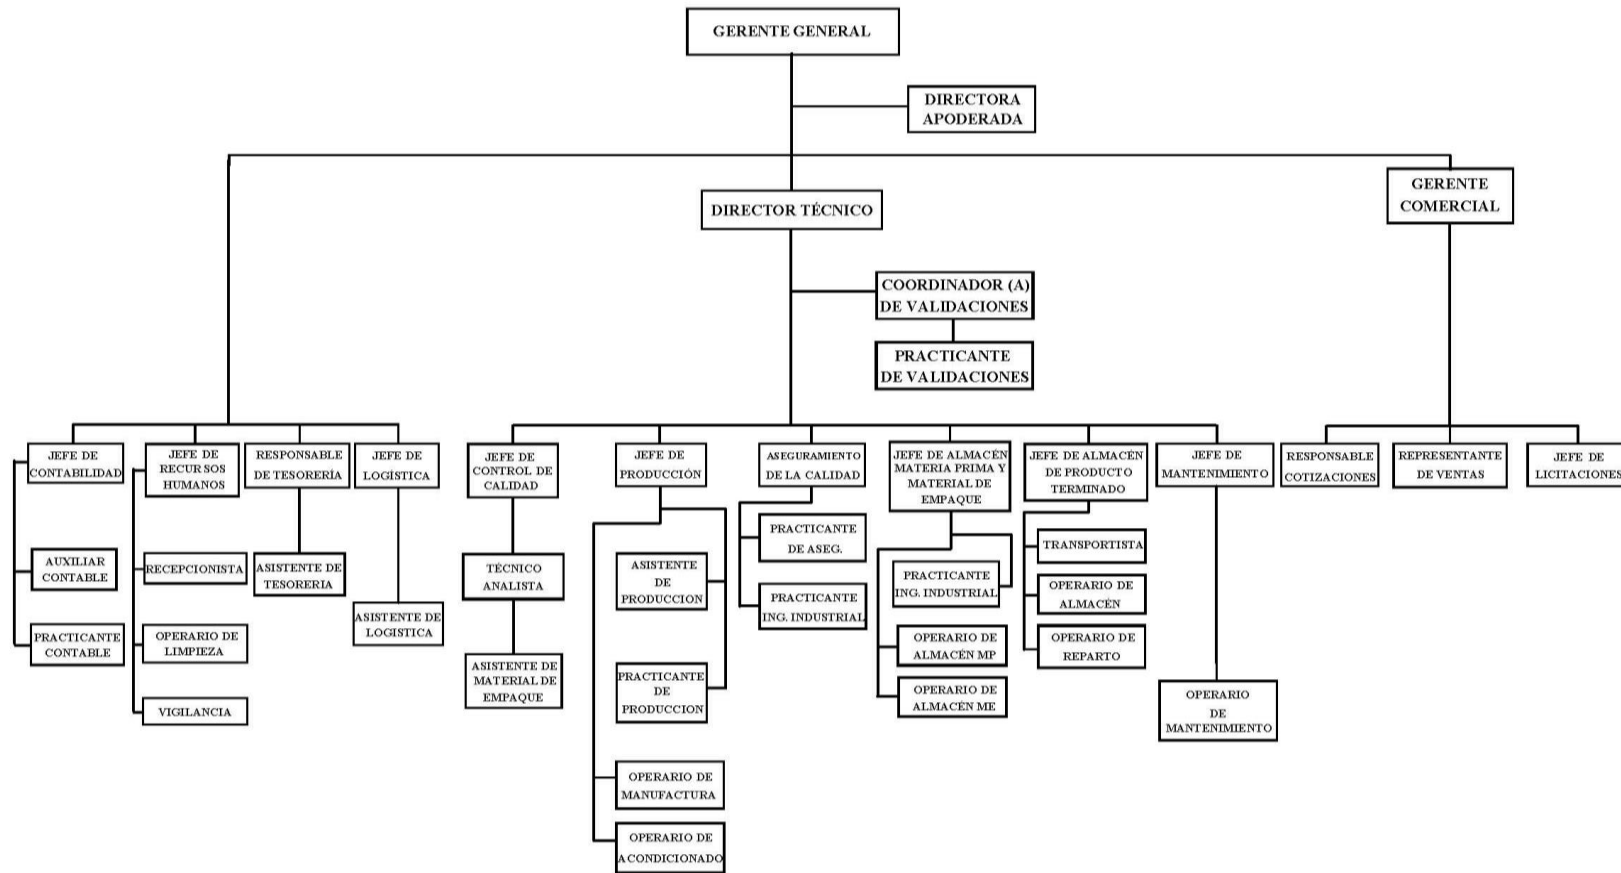 GERENTE GENERAL
DIRECTORA
APODERADA
DIRECTOR TÉCNICO
GERENTE
COMERCIAL
COORDINADOR (A)
DE VALIDACIONES
PRACTICANTE
DE VALIDACIONES
JEFE DE
CONTABILIDAD
JEFE DE
RECURSOS
HUMANOS
RESPONSABLE
DE TESORERÍA
JEFE DE
LOGÍSTICA
JEFE DE
CONTROL DE
CALIDAD
JEFE DE
PRODUCCIÓN
ASEGURAMIENTO
DE LA CALIDAD
JEFE DE ALMACÉN
MATERIA PRIMA Y
MATERIAL DE
EMPAQUE
JEFE DE ALMACÉN
DE PRODUCTO
TERMINADO
JEFE DE
MANTENIMIENTO
RESPONSABLE
COTIZACIONES
REPRESENTANTE
DE VENTAS
JEFE DE
LICITACIONES
AUXILIAR
CONTABLE
PRACTICANTE
CONTABLE
RECEPCIONISTA
OPERARIO DE
LIMPIEZA
VIGILANCIA
ASISTENTE DE
TESORERIA
ASISTENTE DE
LOGISTICA
TÉCNICO
ANALISTA
ASISTENTE DE
MATERIAL DE
EMPAQUE
ASISTENTE
DE
PRODUCCION
PRACTICANTE
DE
PRODUCCION
OPERARIO DE
MANUFACTURA
OPERARIO DE
ACONDICIONADO
PRACTICANTE
DE ASEG.
PRACTICANTE
ING. INDUSTRIAL
PRACTICANTE
ING. INDUSTRIAL
OPERARIO DE
ALMACÉN MP
OPERARIO DE
ALMACÉN ME
TRANSPORTISTA
OPERARIO DE
ALMACÉN
OPERARIO DE
REPARTO
OPERARIO
DE
MANTENIMIENTO